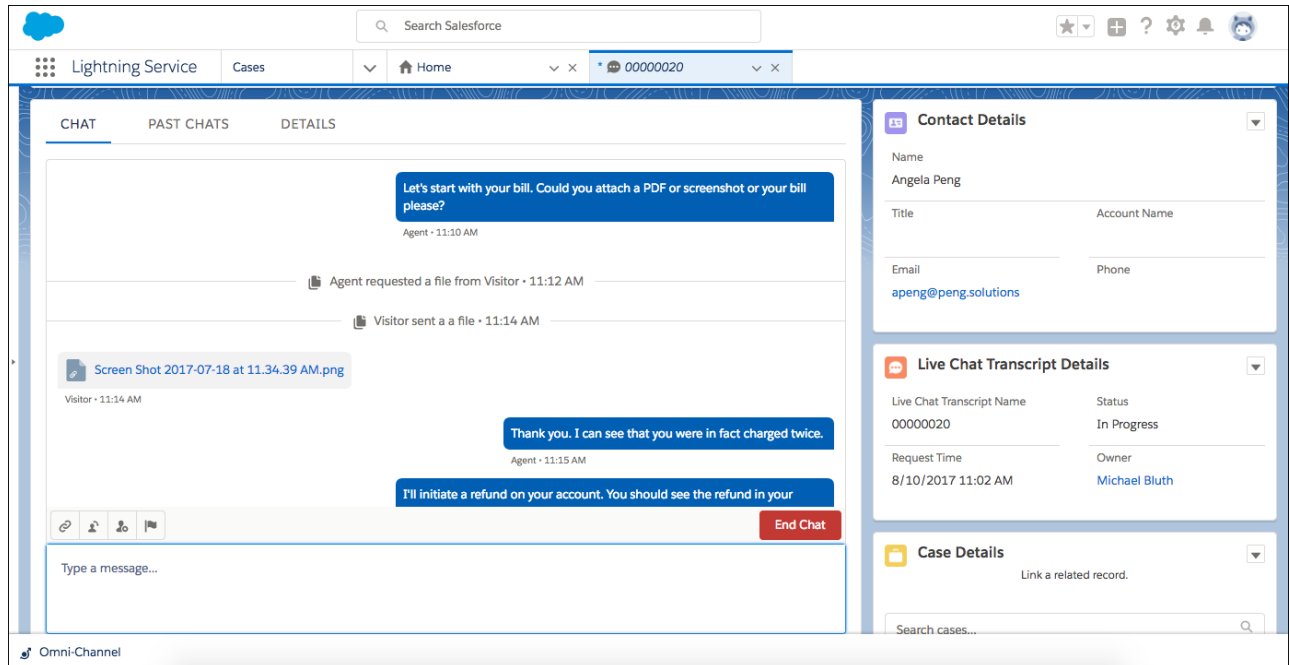 Search Salesforce
Lightning Service
Cases
Home
* 00000020
CHAT
PAST CHATS
DETAILS
Let's start with your bill. Could you attach a PDF or screenshot or your bill
please?
Agent • 11:10 AM
Agent requested a file from Visitor • 11:12 AM
Visitor sent a a file • 11:14 AM
Screen Shot 2017-07-18 at 11.34.39 AM.png
Visitor • 11:14 AM
Thank you. I can see that you were in fact charged twice.
Agent • 11:15 AM
I'll initiate a refund on your account. You should see the refund in your
End Chat
Type a message...
Contact Details
Name
Angela Peng
Title
Account Name
Email
Phone
apeng@peng.solutions
Live Chat Transcript Details
Live Chat Transcript Name
Status
00000020
In Progress
Request Time
Owner
8/10/2017 11:02 AM
Michael Bluth
Case Details
Link a related record.
Search cases...
Omni-Channel